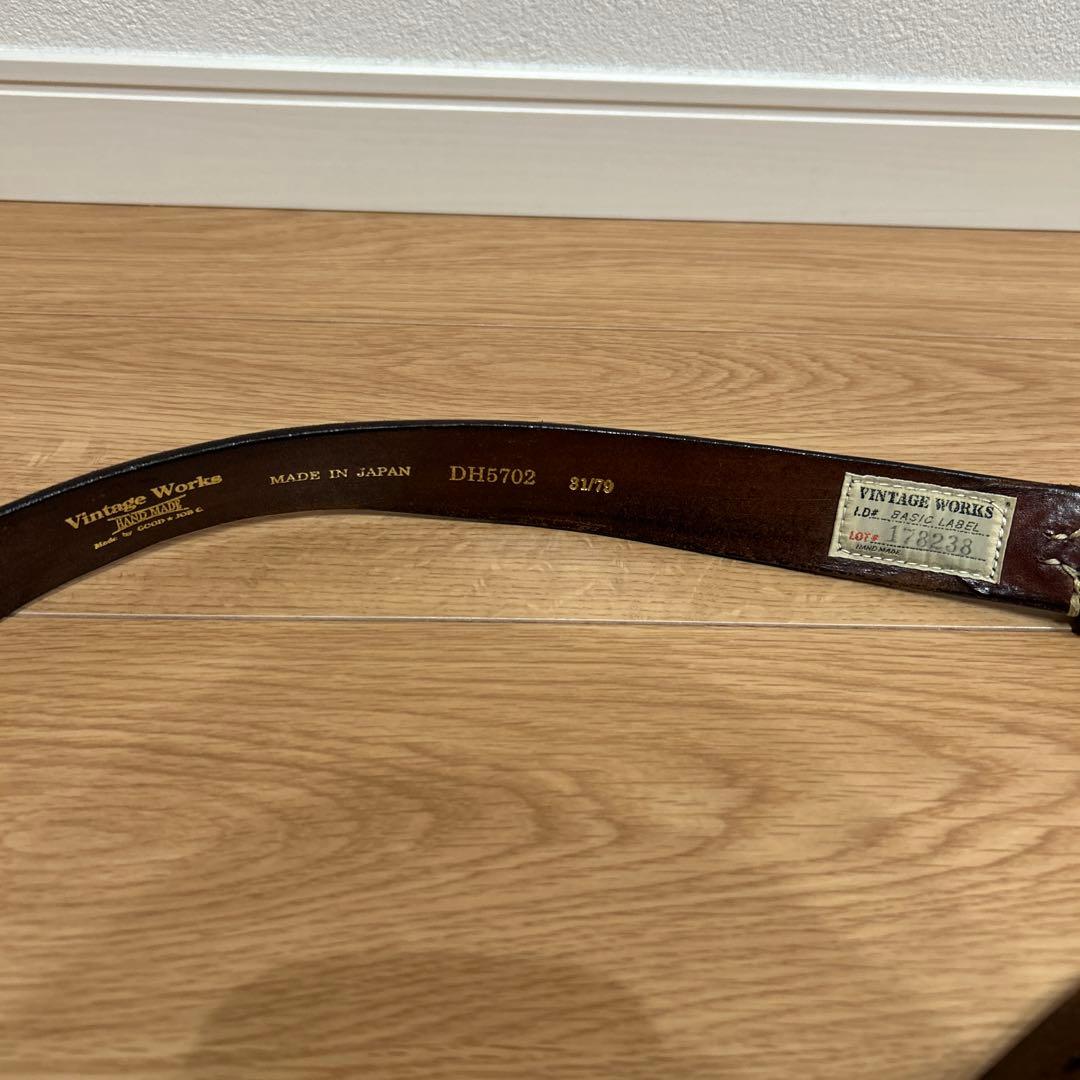 Vintage Works
HAND MADE
Made by GOOD★JOB C.
MADE IN JAPAN
DH5702
31/79
VINTAGE WORKS
I.D# BASIC LABEL
LOT# 178238
HAND MADE